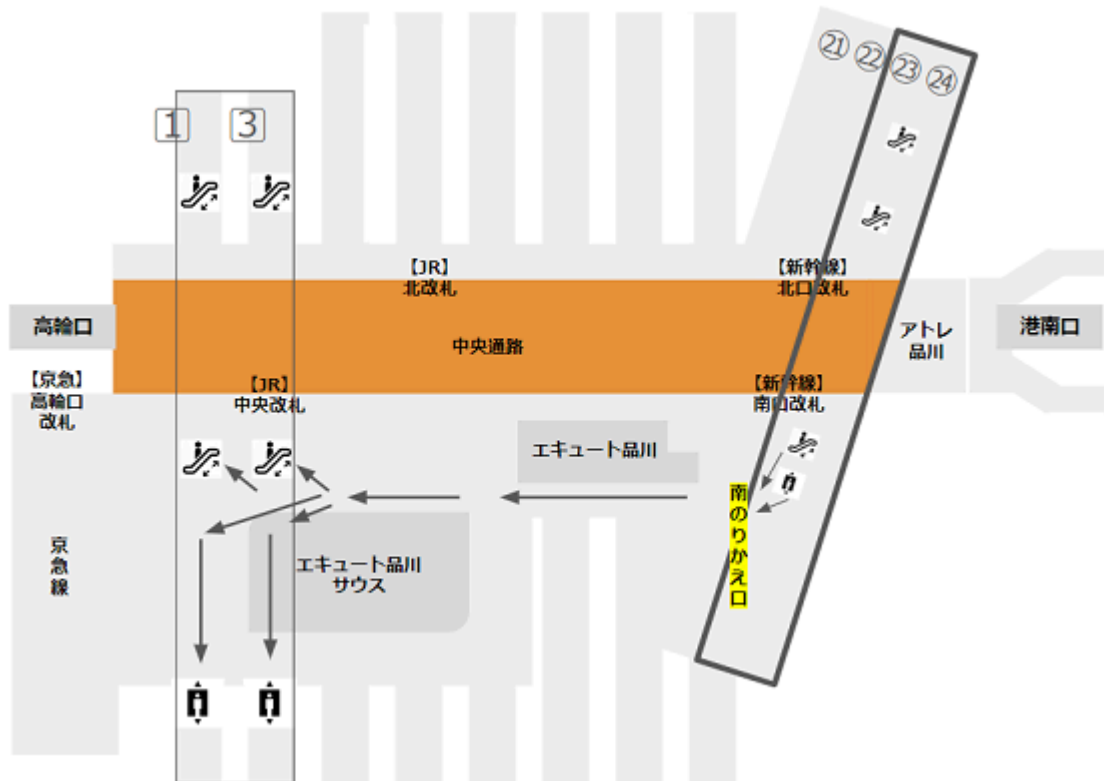 ㉑ ㉒ ㉓ ㉔
1 3
【JR】
北改札
【新幹線】
北口改札
高輪口
中央通路
アトレ
品川
港南口
【京急】
高輪口
改札
【JR】
中央改札
【新幹線】
南口改札
エキュート品川
南のりかえ口
京急線
エキュート品川
サウス